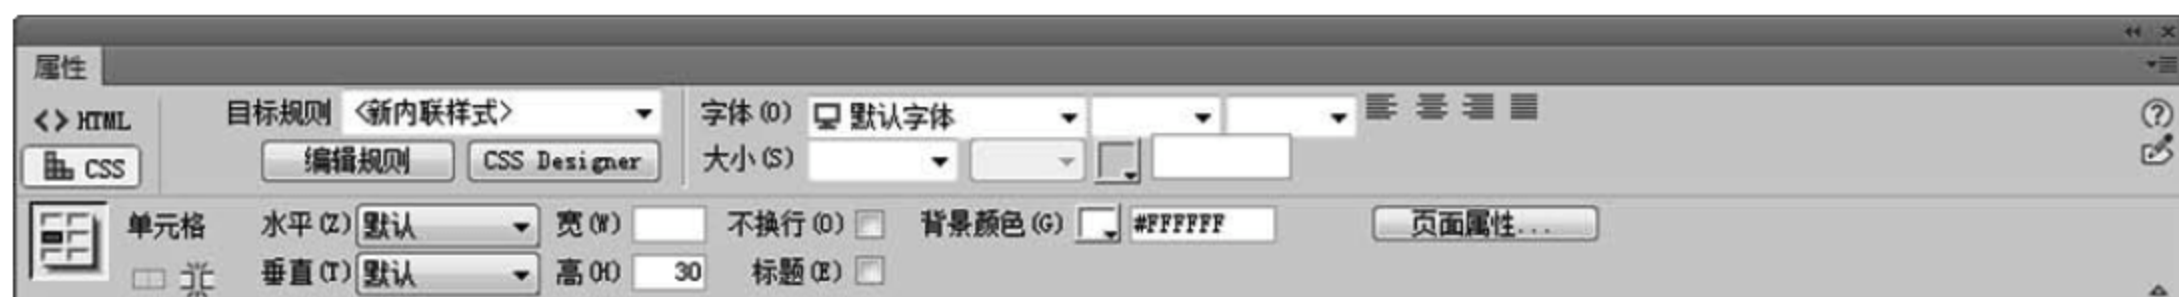 属性
<> HTML 目标规则 <新内联样式> 字体(O) 默认字体
CSS 编辑规则 CSS Designer 大小(S)
单元格 水平(Z) 默认 宽(W) 不换行(O) 背景颜色(G) #FFFFFF 页面属性...
垂直(T) 默认 高(H) 30 标题(E)